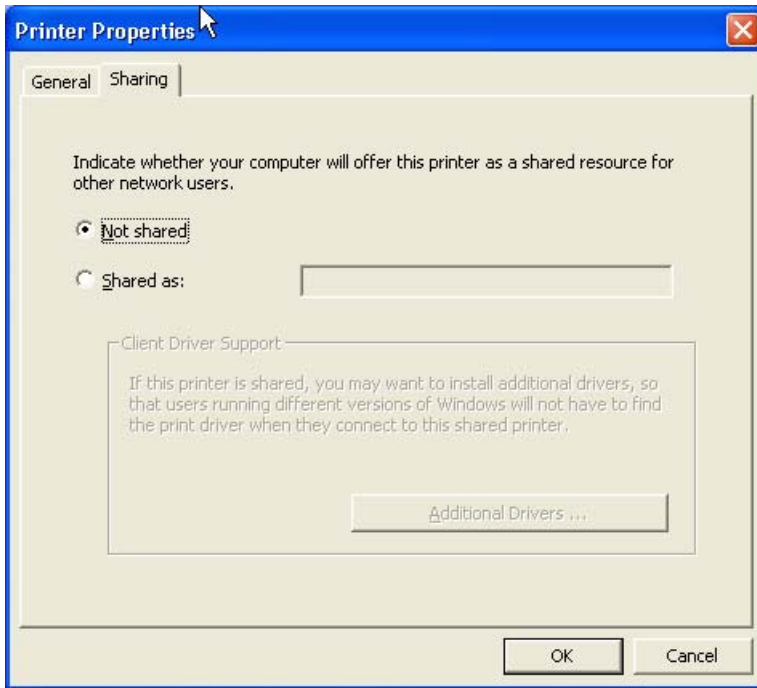 Printer Properties
General
Sharing
Indicate whether your computer will offer this printer as a shared resource for
other network users.
Not shared
Shared as:
Client Driver Support
If this printer is shared, you may want to install additional drivers, so
that users running different versions of Windows will not have to find
the print driver when they connect to this shared printer.
Additional Drivers ...
OK
Cancel